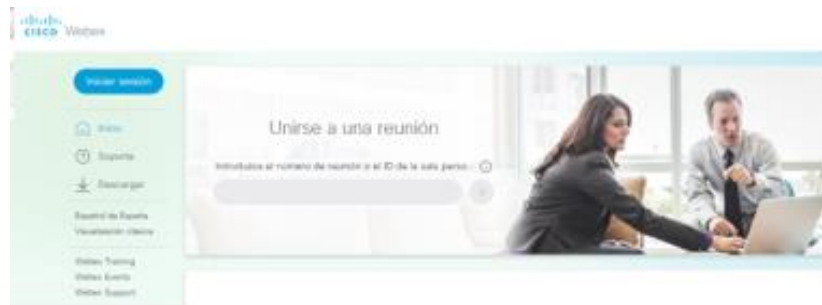 cisco Webex
Iniciar sesión
Unirse a una reunión
Inicio
Introduzca el número de reunión o el ID de la sala perso...
Soporte
Descargar
Español de España
Visualización clásica
Webex Training
Webex Events
Webex Support